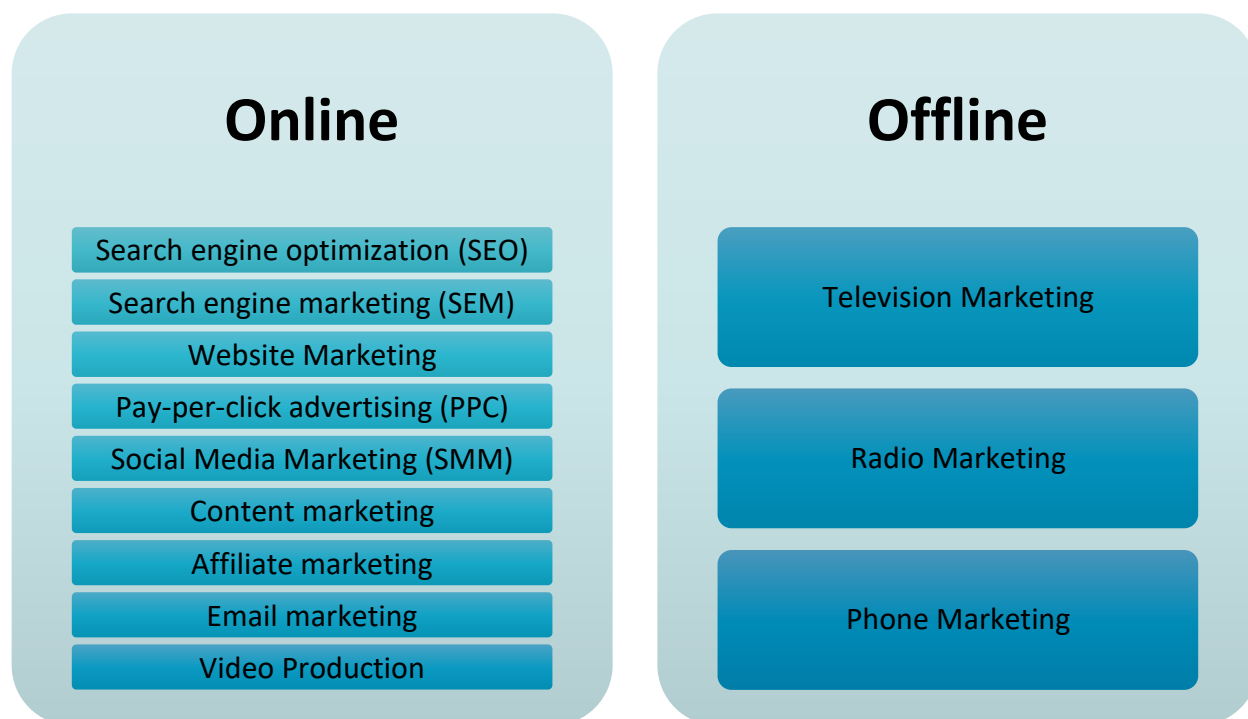 Online
Search engine optimization (SEO)
Search engine marketing (SEM)
Website Marketing
Pay-per-click advertising (PPC)
Social Media Marketing (SMM)
Content marketing
Affiliate marketing
Email marketing
Video Production
Offline
Television Marketing
Radio Marketing
Phone Marketing